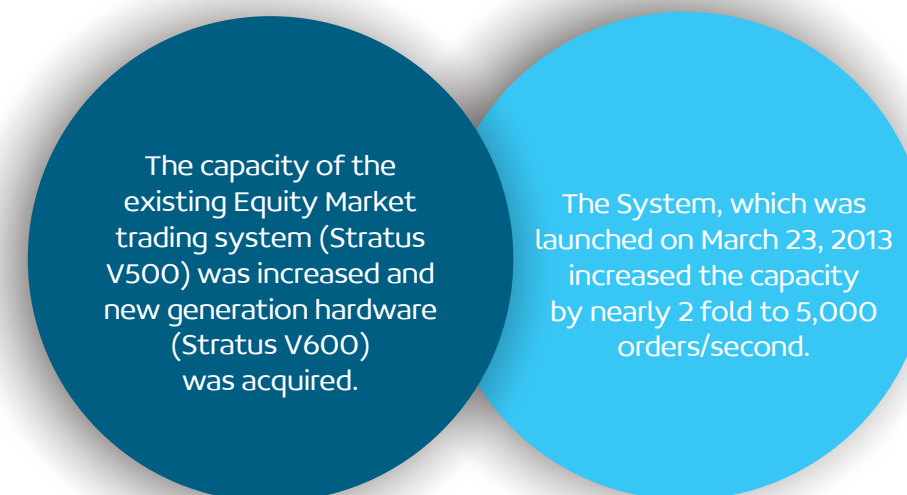 The capacity of the
existing Equity Market
trading system (Stratus
V500) was increased and
new generation hardware
(Stratus V600)
was acquired.
The System, which was
launched on March 23, 2013
increased the capacity
by nearly 2 fold to 5,000
orders/second.